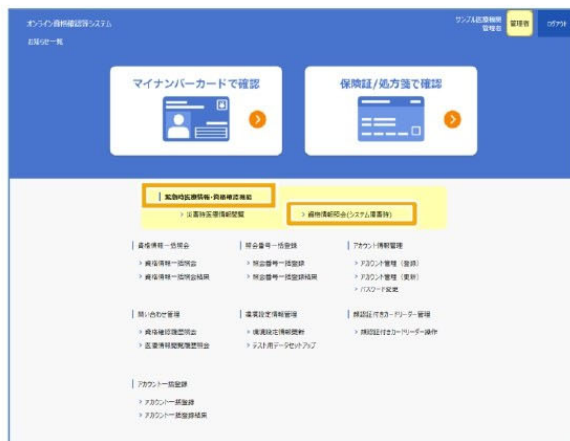 オンライン資格確認等システム
サンプル医療機関
管理者
管理者
ログアウト
お知らせ一覧
マイナンバーカードで確認
保険証/処方箋で確認
緊急時医療情報・資格確認機能
> 災害時医療情報閲覧
> 資格情報照会(システム障害時)
資格情報一括照会
照会番号一括登録
アカウント情報管理
> 資格情報一括照会
> 照会番号一括登録
> アカウント管理（登録）
> 資格情報一括照会結果
> 照会番号一括登録結果
> アカウント管理（更新）
> パスワード変更
問い合わせ管理
環境設定情報管理
顔認証付きカードリーダー管理
> 資格確認履歴照会
> 環境設定情報更新
> 顔認証付きカードリーダー操作
> 医療情報閲覧履歴照会
> テスト用データセットアップ
アカウント一括登録
> アカウント一括登録
> アカウント一括登録結果